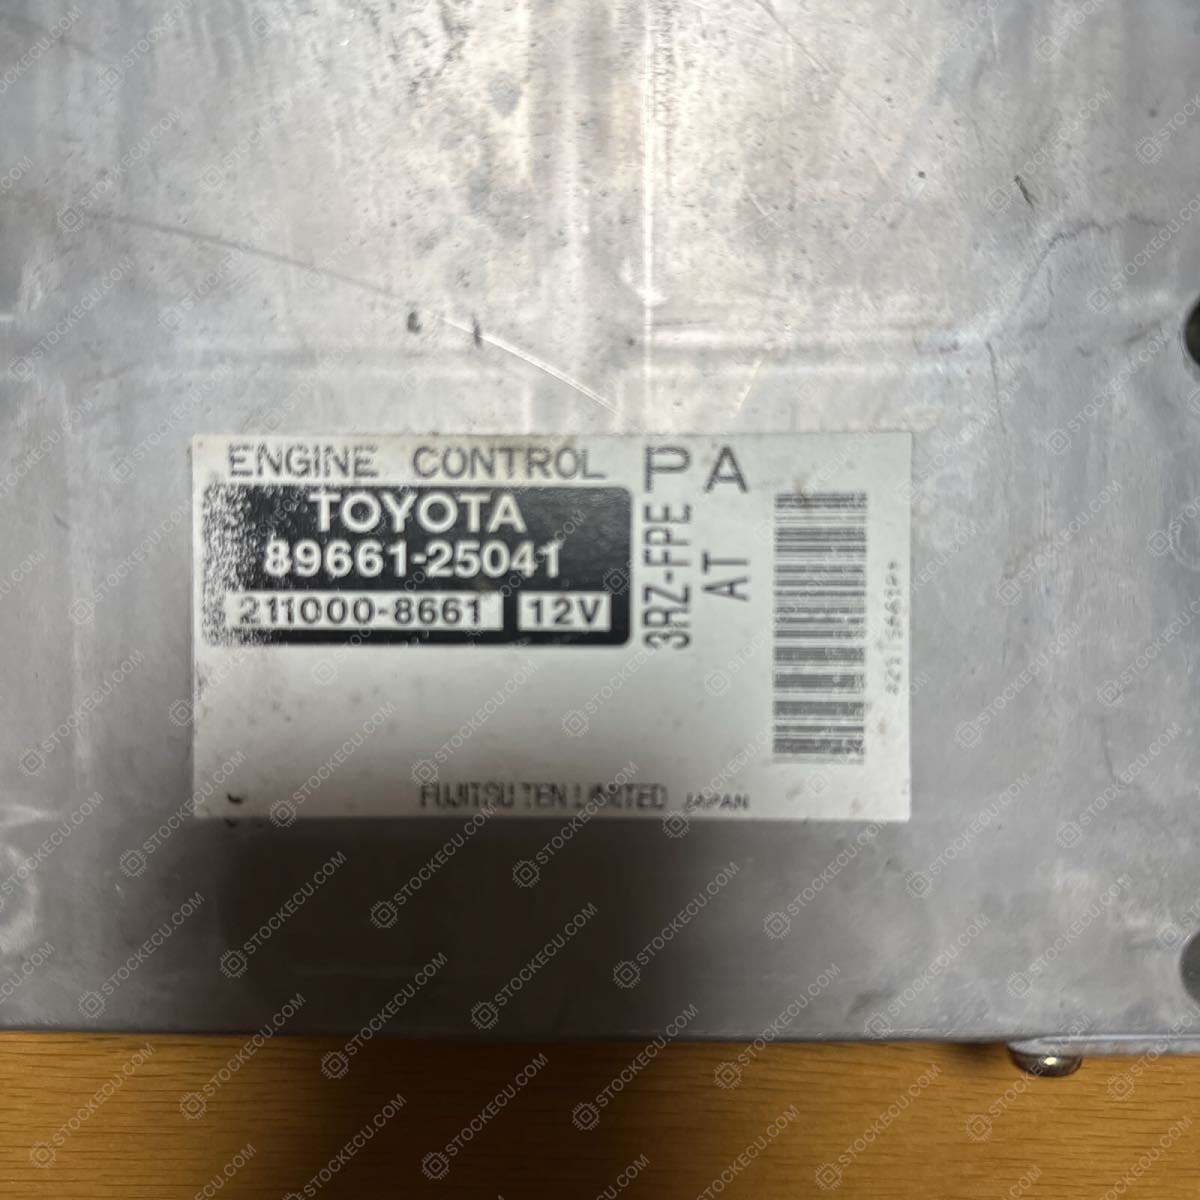 ENGINE CONTROL
PA
TOYOTA
89661-25041
211000-8661 12V
3RZ-FPE
AT
FUJITSU TEN LIMITED JAPAN
STOCKECU.COM